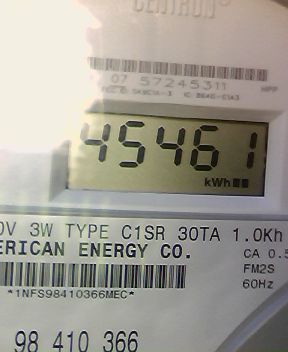 CENTRON®
07 57245311 HPP
45461
kWh
0V 3W TYPE C1SR 30TA 1.0Kh
ERICAN ENERGY CO. CA 0.5
FM2S
*1NFS98410366MEC* 60Hz
98 410 366